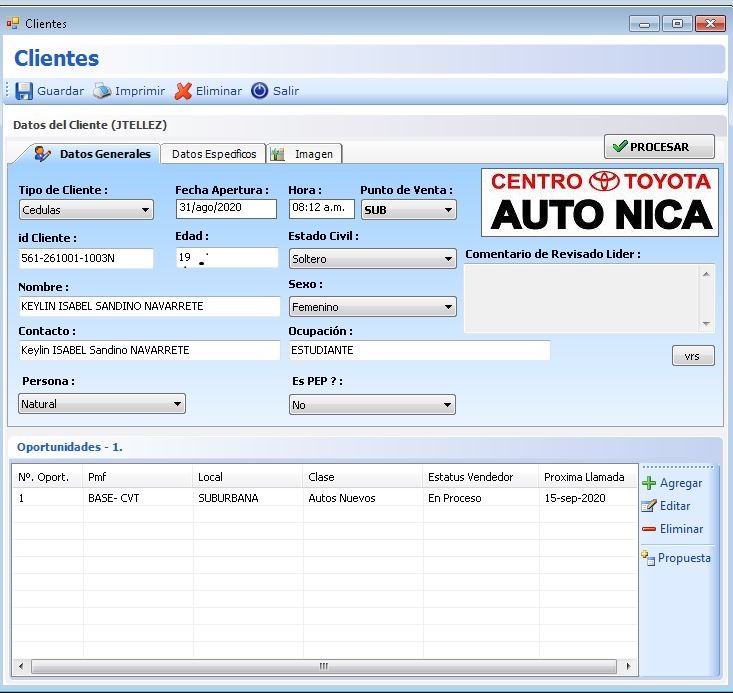 Clientes
Clientes
Guardar Imprimir Eliminar Salir
Datos del Cliente (JTELLEZ)
Datos Generales Datos Especificos Imagen PROCESAR
Tipo de Cliente : Fecha Apertura : Hora : Punto de Venta :
Cedulas 31/ago/2020 08:12 a.m. SUB
CENTRO TOYOTA
AUTO NICA
id Cliente : Edad : Estado Civil :
561-261001-1003N 19 Soltero
Comentario de Revisado Lider :
Nombre : Sexo :
KEYLIN ISABEL SANDINO NAVARRETE Femenino
Contacto : Ocupación :
Keylin ISABEL Sandino NAVARRETE ESTUDIANTE
vrs
Persona : Es PEP ? :
Natural No
Oportunidades - 1.
Nº. Oport. Pmf Local Clase Estatus Vendedor Proxima Llamada
1 BASE- CVT SUBURBANA Autos Nuevos En Proceso 15-sep-2020
Agregar
Editar
Eliminar
Propuesta